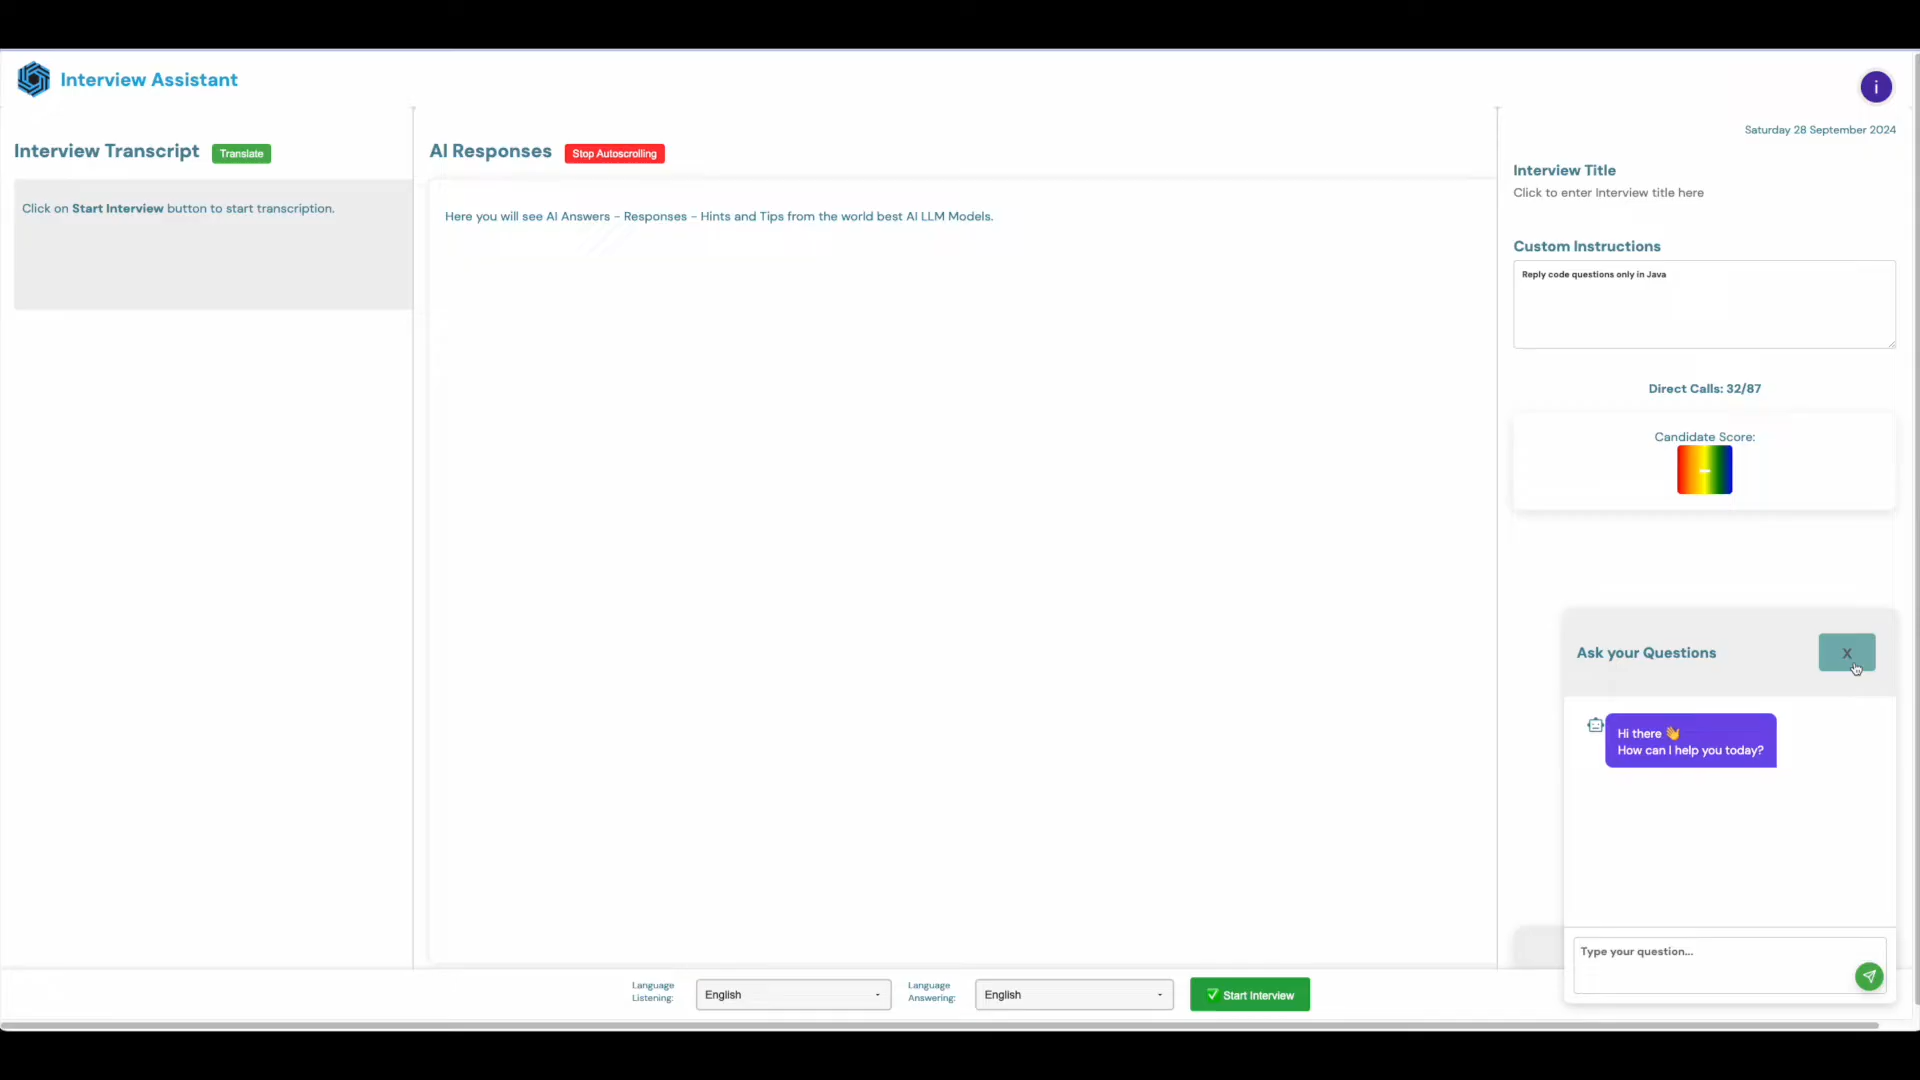 Interview Assistant
i
Saturday 28 September 2024
Interview Transcript
Translate
Click on Start Interview button to start transcription.
AI Responses
Stop Autoscrolling
Here you will see AI Answers - Responses - Hints and Tips from the world best AI LLM Models.
Interview Title
Click to enter Interview title here
Custom Instructions
Reply code questions only in Java
Direct Calls: 32/87
Candidate Score:
-
Ask your Questions
X
Hi there 👋
How can I help you today?
Type your question...
Language
Listening:
English
Language
Answering:
English
✅ Start Interview